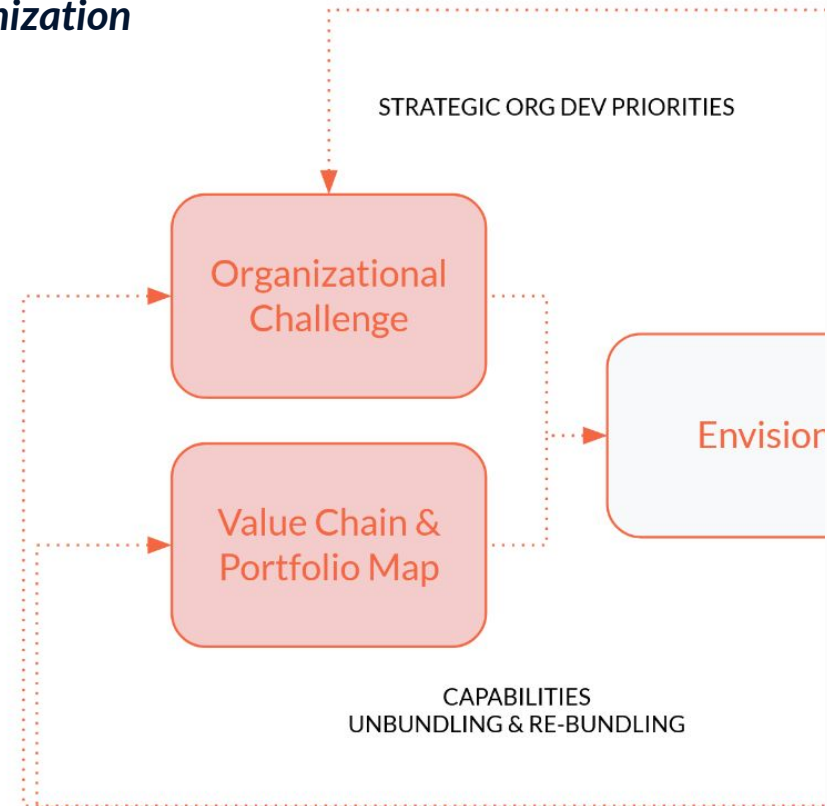 nization
STRATEGIC ORG DEV PRIORITIES
Organizational
Challenge
Envision
Value Chain &
Portfolio Map
CAPABILITIES
UNBUNDLING & RE-BUNDLING